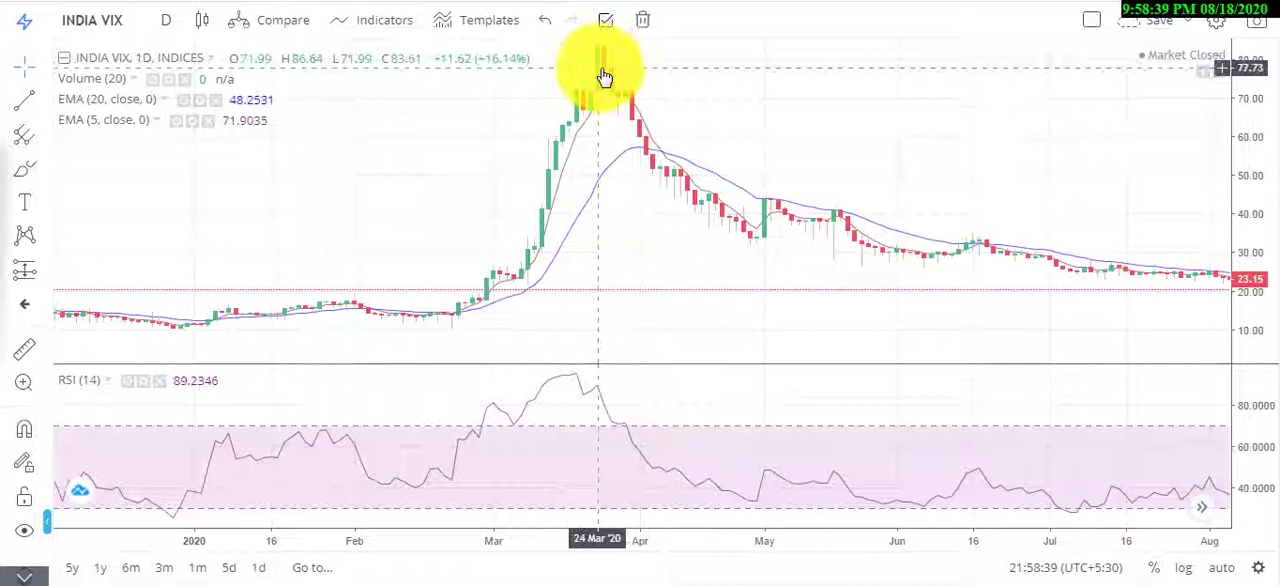 9:58:39 PM 08/18/2020
INDIA VIX D Compare Indicators Templates Save
INDIA VIX, 1D, INDICES O71.99 H86.64 L71.99 C83.61 +11.62 (+16.14%)
Market Closed
Volume (20) 0 n/a
77.73
EMA (20, close, 0) 48.2531
70.00
EMA (5, close, 0) 71.9035
60.00
50.00
40.00
30.00
23.15
20.00
10.00
RSI (14) 89.2346
80.0000
60.0000
40.0000
2020 16 Feb Mar 24 Mar '20 Apr May Jun 16 Jul 16 Aug
5y 1y 6m 3m 1m 5d 1d Go to... 21:58:39 (UTC+5:30) % log auto